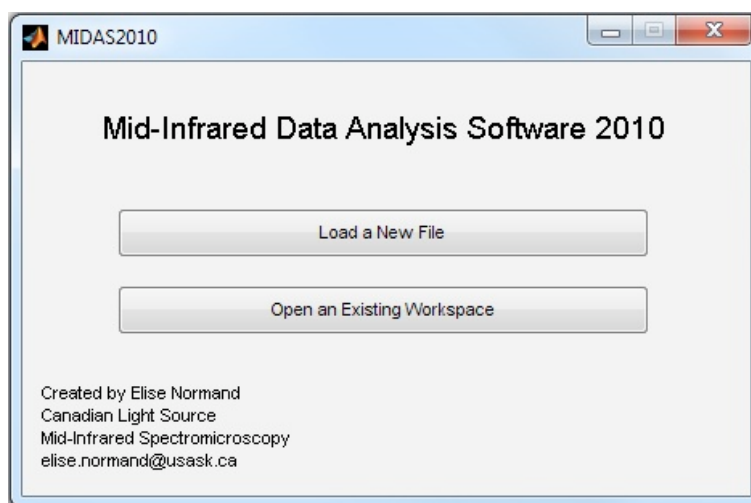 MIDAS2010
Mid-Infrared Data Analysis Software 2010
Load a New File
Open an Existing Workspace
Created by Elise Normand
Canadian Light Source
Mid-Infrared Spectromicroscopy
elise.normand@usask.ca